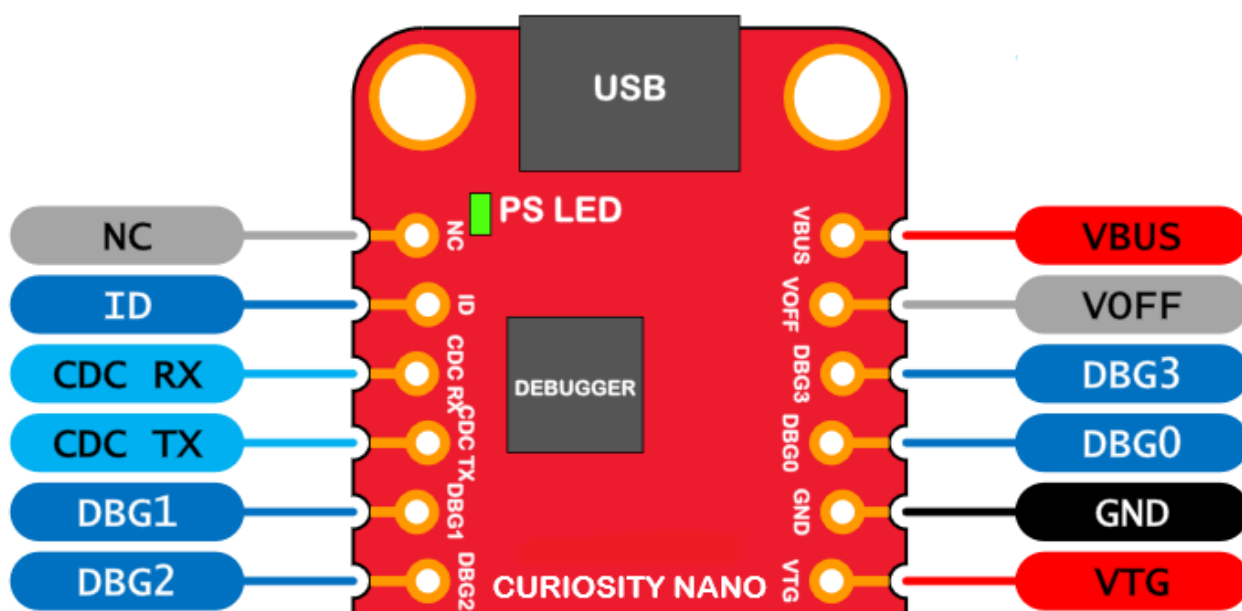 USB
PS LED
NC
NC
VBUS
VBUS
ID
ID
VOFF
VOFF
CDC RX
CDC RX
DEBUGGER
DBG3
DBG3
CDC TX
CDC TX
DBG0
DBG0
DBG1
DBG1
GND
GND
DBG2
DBG2
CURIOSITY NANO
VTG
VTG